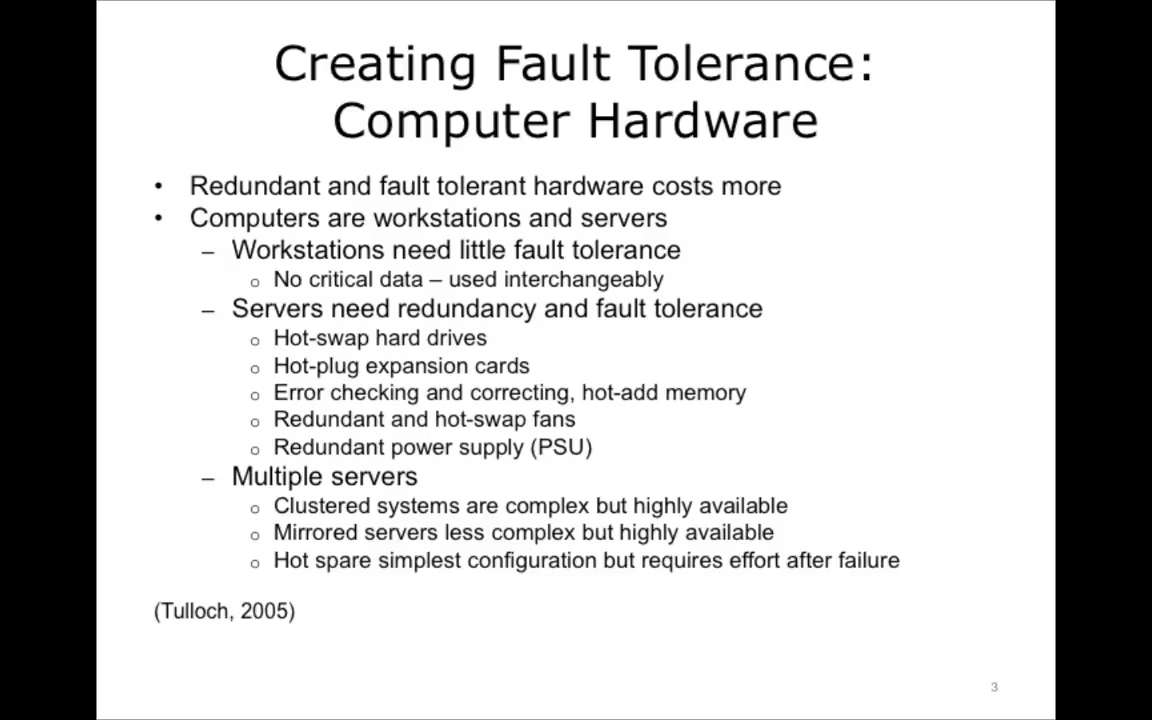 Creating Fault Tolerance:
Computer Hardware
• Redundant and fault tolerant hardware costs more
• Computers are workstations and servers
– Workstations need little fault tolerance
o No critical data – used interchangeably
– Servers need redundancy and fault tolerance
o Hot-swap hard drives
o Hot-plug expansion cards
o Error checking and correcting, hot-add memory
o Redundant and hot-swap fans
o Redundant power supply (PSU)
– Multiple servers
o Clustered systems are complex but highly available
o Mirrored servers less complex but highly available
o Hot spare simplest configuration but requires effort after failure
(Tulloch, 2005)
3